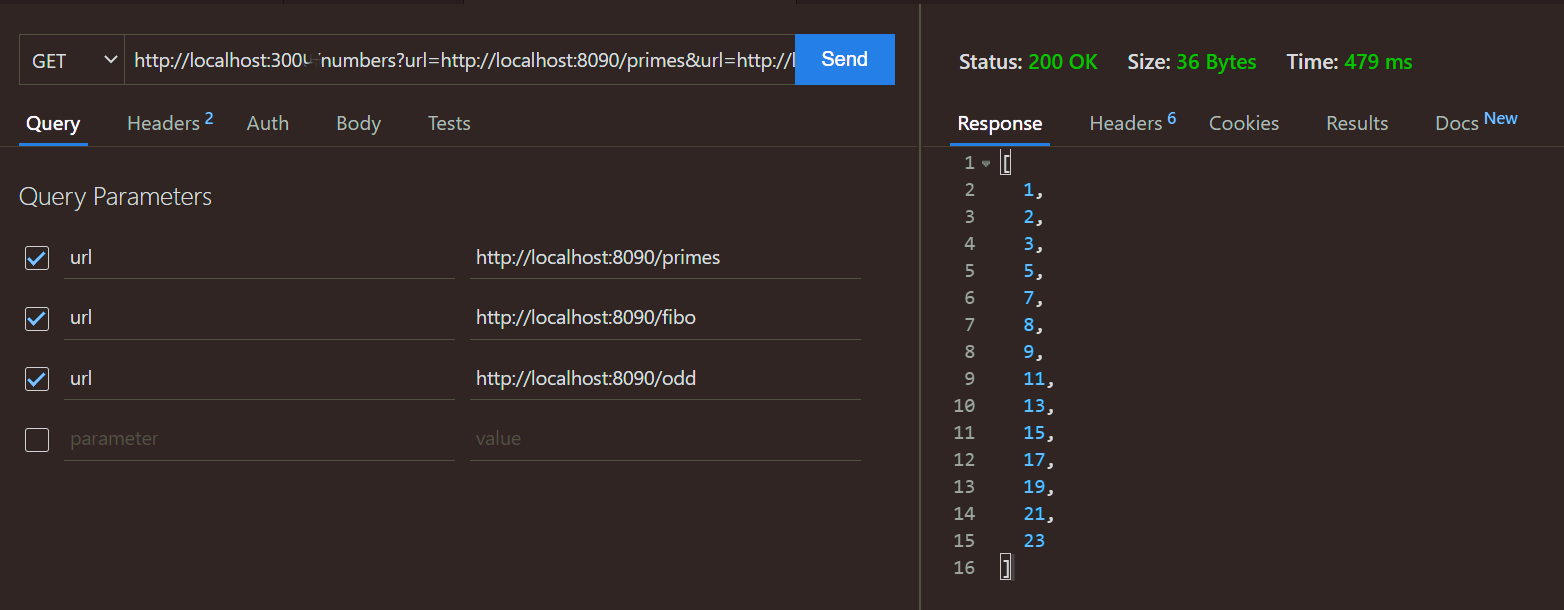 GET
http://localhost:300 numbers?url=http://localhost:8090/primes&url=http://l
Send
Query
Headers 2
Auth
Body
Tests
Query Parameters
url
http://localhost:8090/primes
url
http://localhost:8090/fibo
url
http://localhost:8090/odd
parameter
value
Status: 200 OK
Size: 36 Bytes
Time: 479 ms
Response
Headers 6
Cookies
Results
Docs New
1 [
2 1,
3 2,
4 3,
5 5,
6 7,
7 8,
8 9,
9 11,
10 13,
11 15,
12 17,
13 19,
14 21,
15 23
16 ]